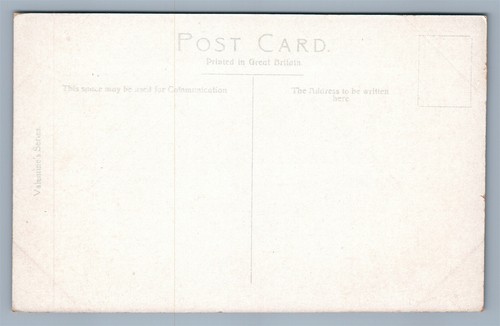 POST CARD.
Printed in Great Britain.
This space may be used for Communication
The Address to be written
here.
Valentine's Series